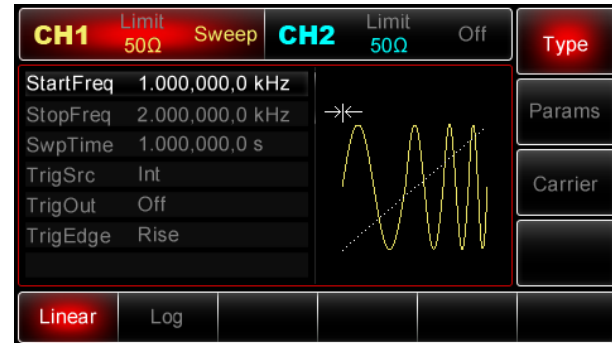 CH1 Limit 50Ω Sweep CH2 Limit 50Ω Off Type
StartFreq 1.000,000,0 kHz
StopFreq 2.000,000,0 kHz Params
SwpTime 1.000,000,0 s
TrigSrc Int Carrier
TrigOut Off
TrigEdge Rise
Linear Log